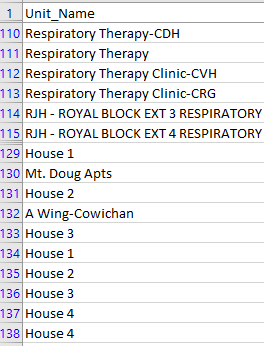 1 Unit_Name
110 Respiratory Therapy-CDH
111 Respiratory Therapy
112 Respiratory Therapy Clinic-CVH
113 Respiratory Therapy Clinic-CRG
114 RJH - ROYAL BLOCK EXT 3 RESPIRATORY
115 RJH - ROYAL BLOCK EXT 4 RESPIRATORY
129 House 1
130 Mt. Doug Apts
131 House 2
132 A Wing-Cowichan
133 House 3
134 House 1
135 House 2
136 House 3
137 House 4
138 House 4